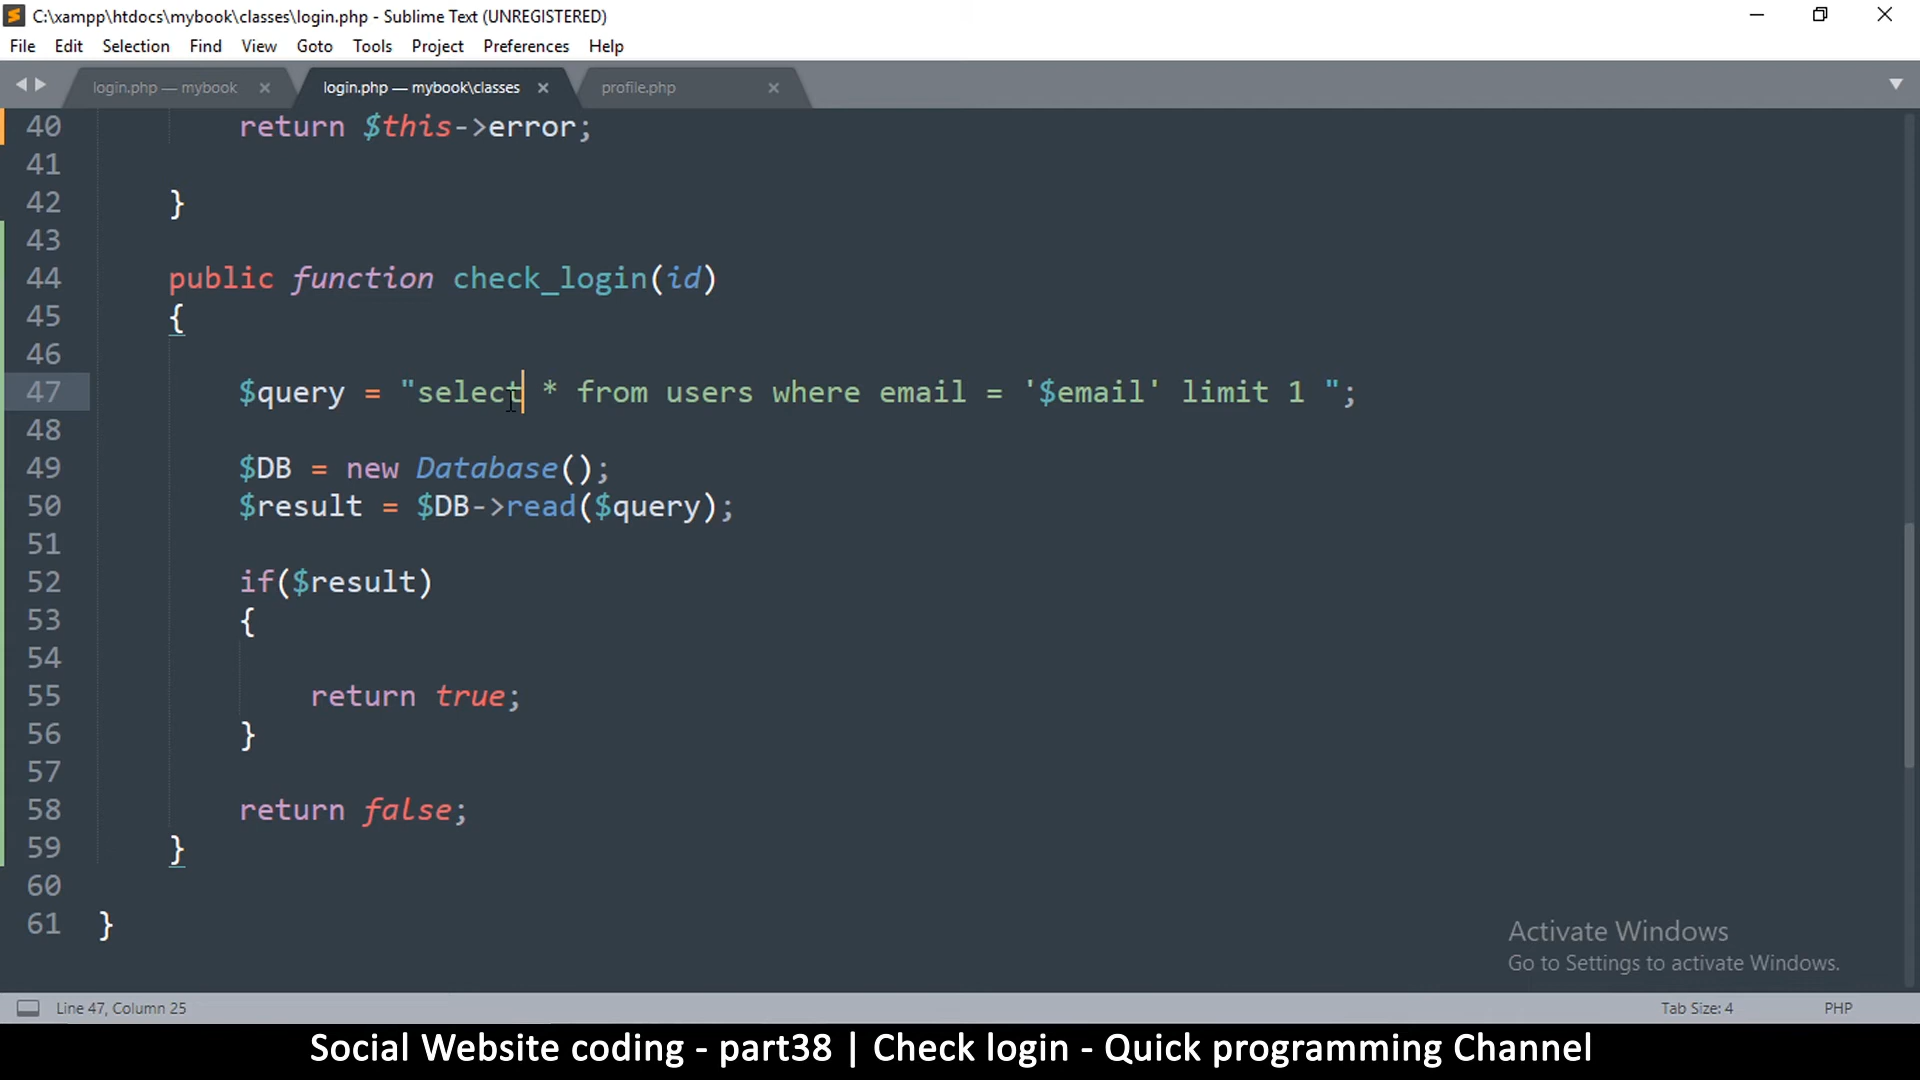 C:\xampp\htdocs\mybook\classes\login.php - Sublime Text (UNREGISTERED)
File Edit Selection Find View Goto Tools Project Preferences Help
login.php — mybook × login.php — mybook\classes × profile.php ×
40 return $this->error;
41
42 }
43
44 public function check_login(id)
45 {
46
47 $query = "select * from users where email = '$email' limit 1 ";
48
49 $DB = new Database();
50 $result = $DB->read($query);
51
52 if($result)
53 {
54
55 return true;
56 }
57
58 return false;
59 }
60
61 }
Activate Windows
Go to Settings to activate Windows.
Line 47, Column 25 Tab Size: 4 PHP
Social Website coding - part38 | Check login - Quick programming Channel